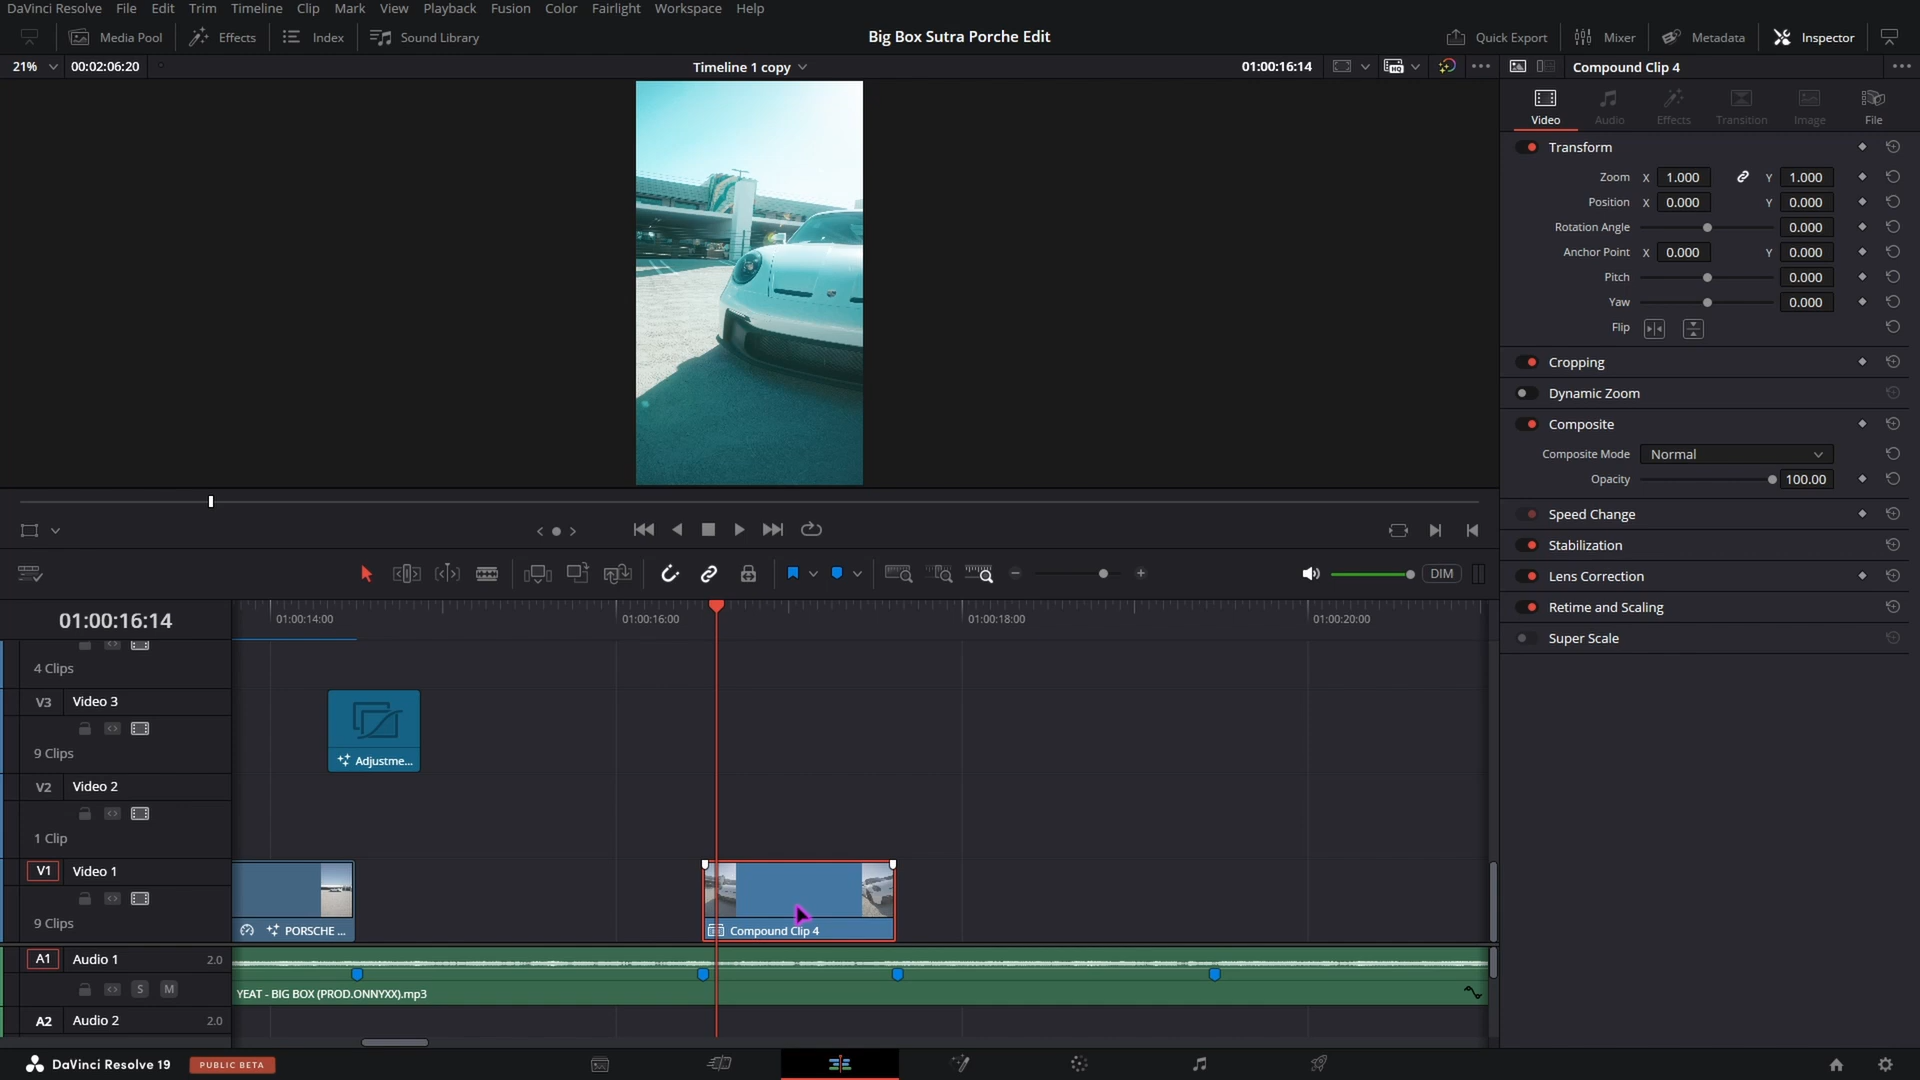 DaVinci Resolve File Edit Trim Timeline Clip Mark View Playback Fusion Color Fairlight Workspace Help
Media Pool Effects Index Sound Library Big Box Sutra Porche Edit Quick Export Mixer Metadata Inspector
21% 00:02:06:20 Timeline 1 copy 01:00:16:14 Compound Clip 4
Video Audio Effects Transition Image File
Transform
Zoom X 1.000 Y 1.000
Position X 0.000 Y 0.000
Rotation Angle 0.000
Anchor Point X 0.000 Y 0.000
Pitch 0.000
Yaw 0.000
Flip
Cropping
Dynamic Zoom
Composite
Composite Mode Normal
Opacity 100.00
Speed Change
Stabilization
Lens Correction
Retime and Scaling
Super Scale
DIM
01:00:16:14 01:00:14:00 01:00:16:00 01:00:18:00 01:00:20:00
4 Clips
V3 Video 3
9 Clips
Adjustme...
V2 Video 2
1 Clip
V1 Video 1
9 Clips
PORSCHE ... Compound Clip 4
A1 Audio 1 2.0
S M
YEAT - BIG BOX (PROD.ONNYXX).mp3
A2 Audio 2 2.0
DaVinci Resolve 19 PUBLIC BETA